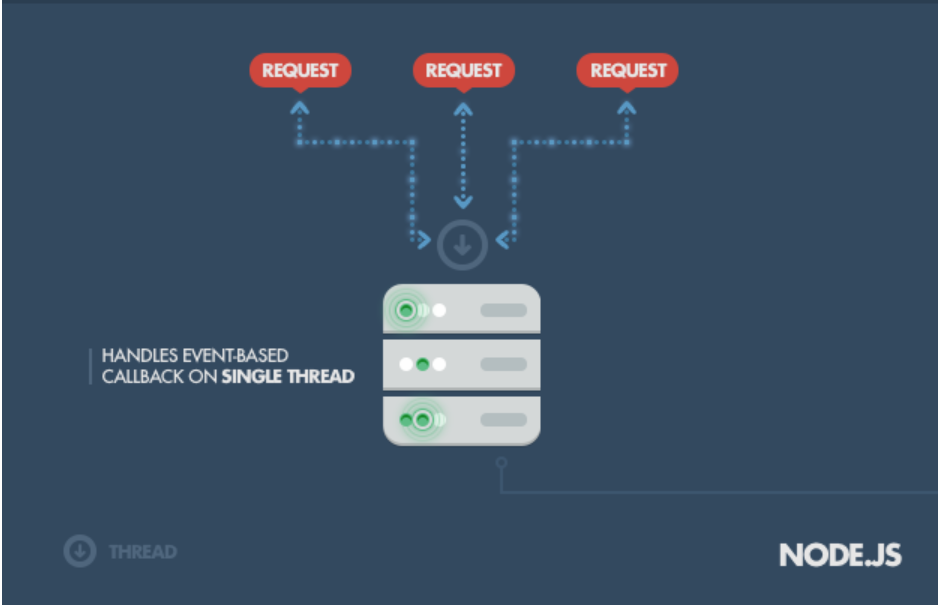 REQUEST
REQUEST
REQUEST
HANDLES EVENT-BASED
CALLBACK ON SINGLE THREAD
THREAD
NODE.JS